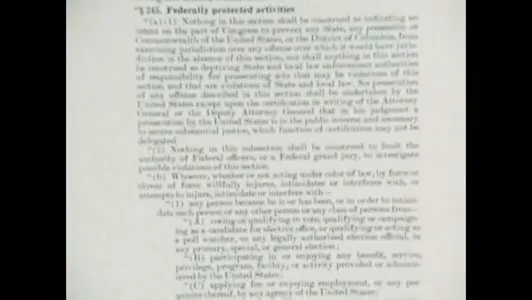 "§ 245. Federally protected activities
"(a)(1) Nothing in this section shall be construed as indicating an
intent on the part of Congress to prevent any State, any possession or
Commonwealth of the United States, or the District of Columbia, from
exercising jurisdiction over any offense over which it would have juris-
diction in the absence of this section, nor shall anything in this section
be construed as depriving State and local law enforcement authorities
of responsibility for prosecuting acts that may be violations of this
section and that are violations of State and local law. No prosecution
of any offense described in this section shall be undertaken by the
United States except upon the certification in writing of the Attorney
General or the Deputy Attorney General that in his judgment a
prosecution by the United States is in the public interest and necessary
to secure substantial justice, which function of certification may not be
delegated.
"(2) Nothing in this subsection shall be construed to limit the
authority of Federal officers, or a Federal grand jury, to investigate
possible violations of this section.
"(b) Whoever, whether or not acting under color of law, by force or
threat of force willfully injures, intimidates or interferes with, or
attempts to injure, intimidate or interfere with—
"(1) any person because he is or has been, or in order to intimi-
date such person or any other person or any class of persons from—
"(A) voting or qualifying to vote, qualifying or campaign-
ing as a candidate for elective office, or qualifying or acting as
a poll watcher, or any legally authorized election official, in
any primary, special, or general election;
"(B) participating in or enjoying any benefit, service,
privilege, program, facility, or activity provided or adminis-
tered by the United States;
"(C) applying for or enjoying employment, or any per-
quisite thereof, by any agency of the United States;